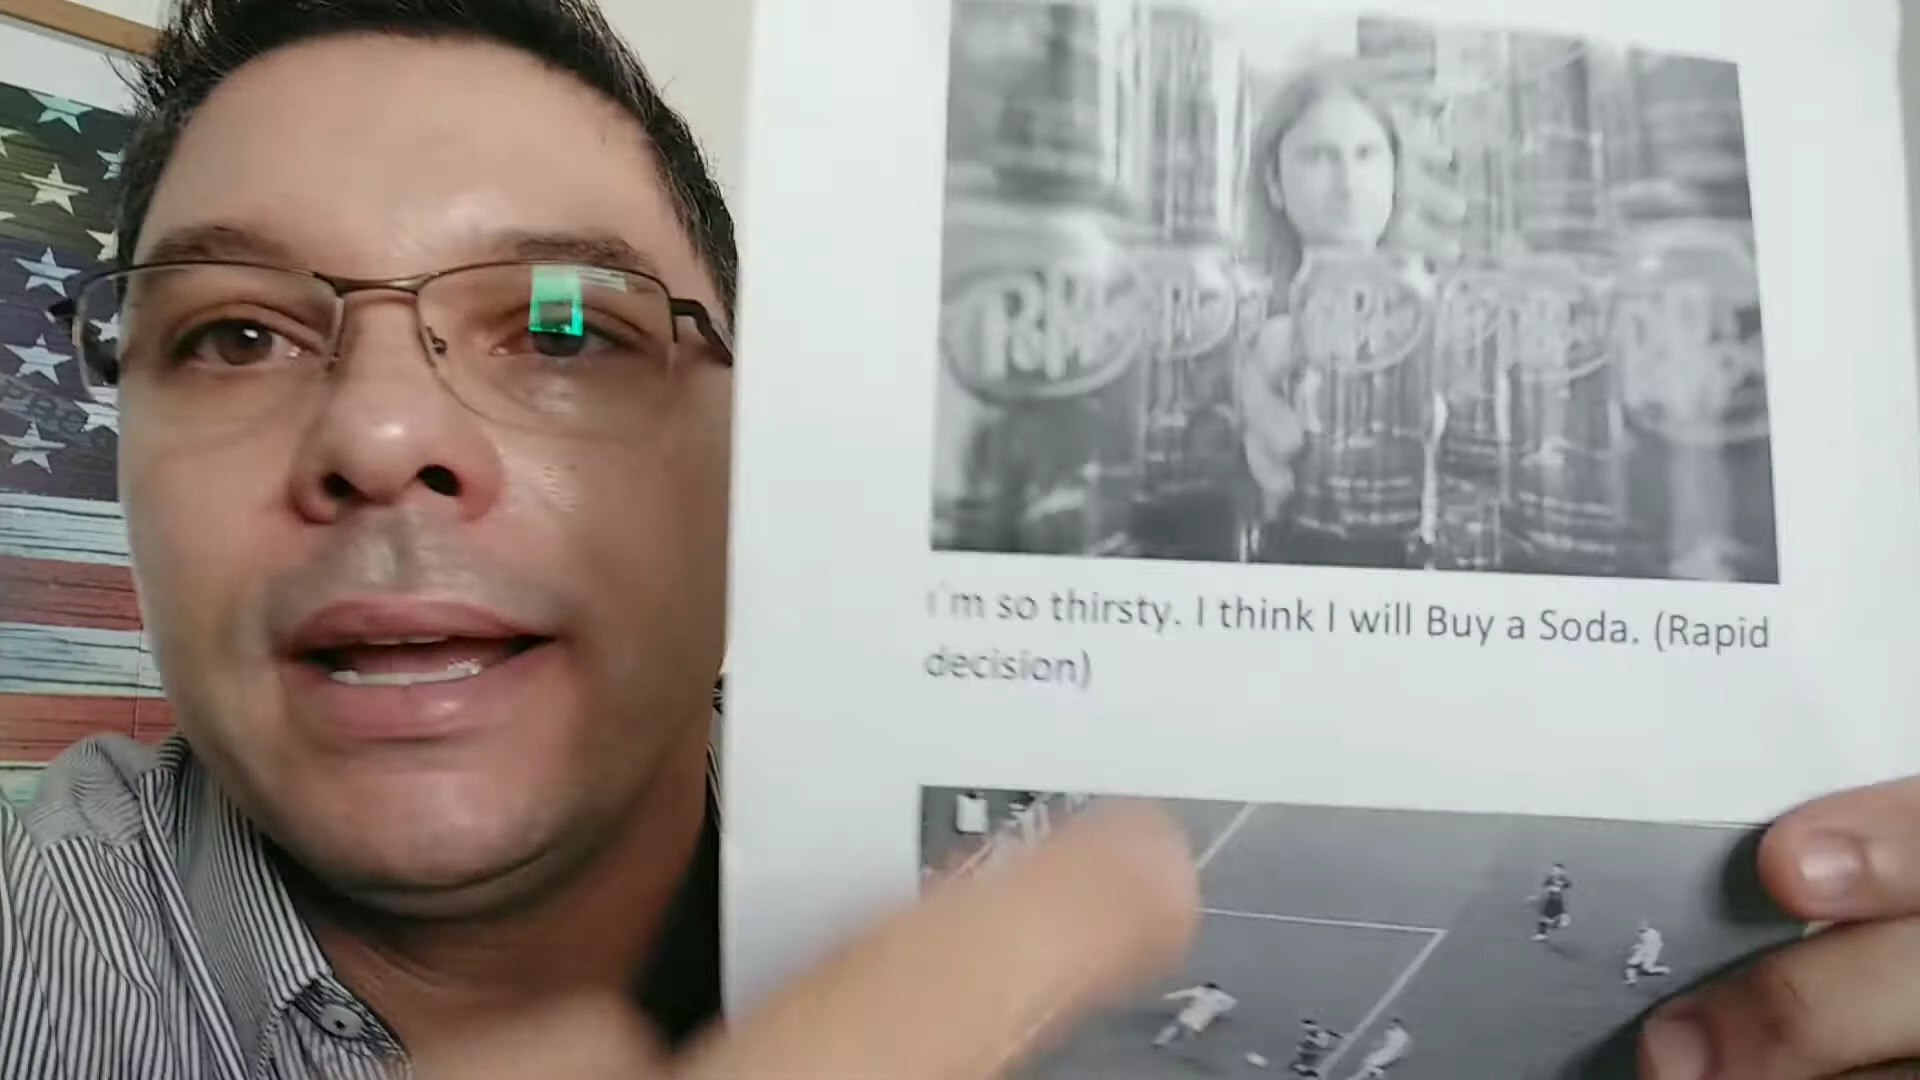 I'm so thirsty. I think I will Buy a Soda. (Rapid
decision)